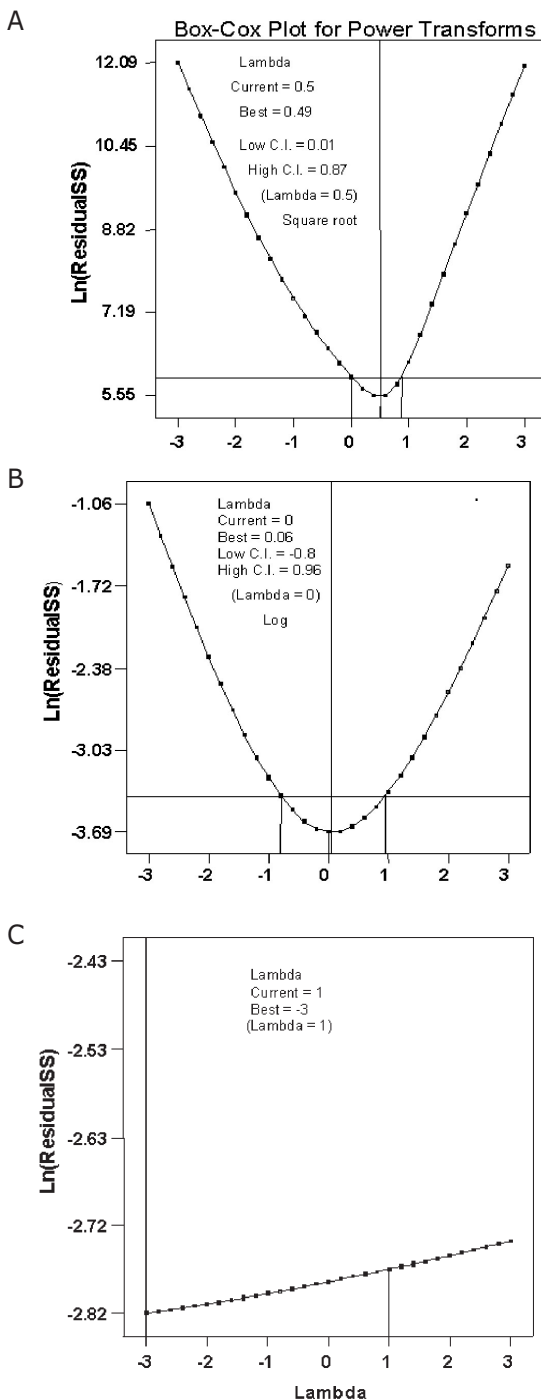 A
Box-Cox Plot for Power Transforms
12.09
10.45
8.82
7.19
5.55
Ln(ResidualSS)
Lambda
Current = 0.5
Best = 0.49
Low C.I. = 0.01
High C.I. = 0.87
(Lambda = 0.5)
Square root
-3 -2 -1 0 1 2 3
B
-1.06
-1.72
-2.38
-3.03
-3.69
Ln(ResidualSS)
Lambda
Current = 0
Best = 0.06
Low C.I. = -0.8
High C.I. = 0.96
(Lambda = 0)
Log
-3 -2 -1 0 1 2 3
C
-2.43
-2.53
-2.63
-2.72
-2.82
Ln(ResidualSS)
Lambda
Current = 1
Best = -3
(Lambda = 1)
-3 -2 -1 0 1 2 3
Lambda